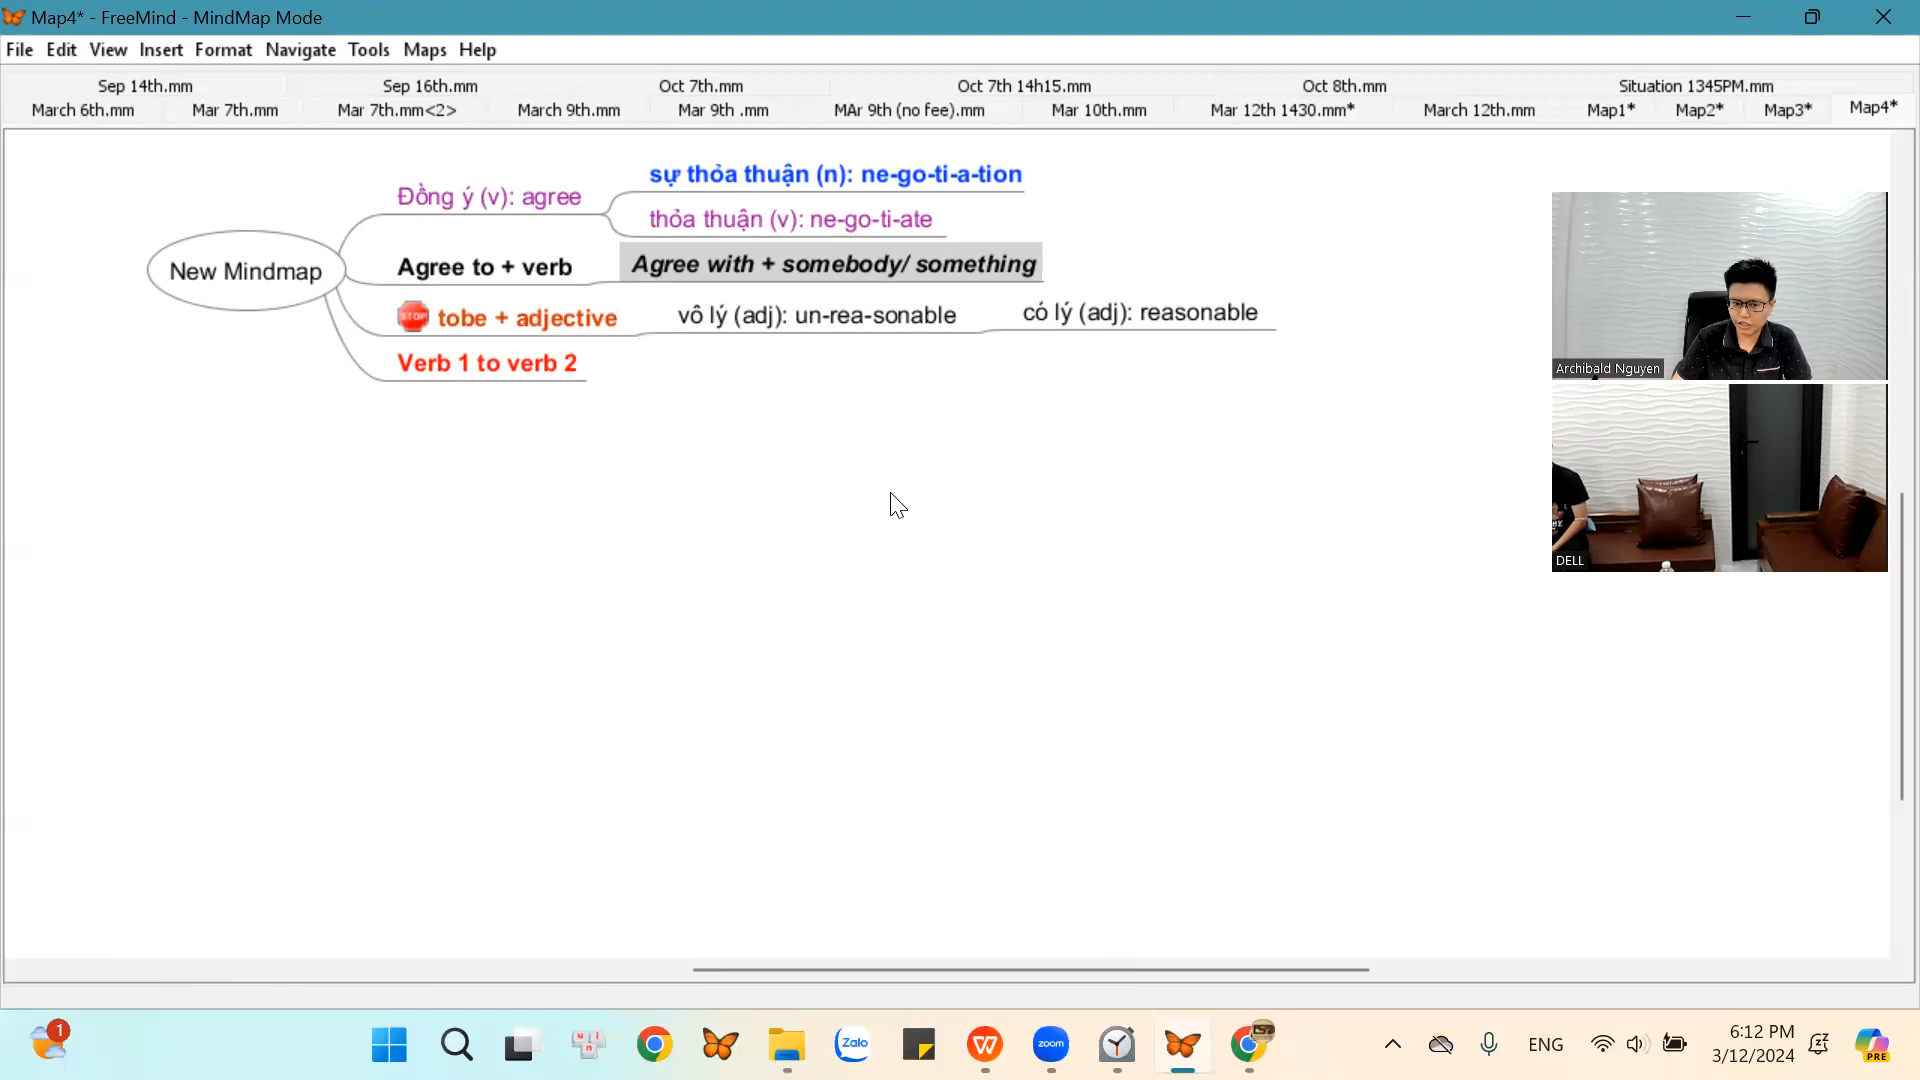 Map4* - FreeMind - MindMap Mode
File Edit View Insert Format Navigate Tools Maps Help
Sep 14th.mm Sep 16th.mm Oct 7th.mm Oct 7th 14h15.mm Oct 8th.mm Situation 1345PM.mm
March 6th.mm Mar 7th.mm Mar 7th.mm<2> March 9th.mm Mar 9th .mm MAr 9th (no fee).mm Mar 10th.mm Mar 12th 1430.mm* March 12th.mm Map1* Map2* Map3* Map4*
New Mindmap
Đồng ý (v): agree
sự thỏa thuận (n): ne-go-ti-a-tion
thỏa thuận (v): ne-go-ti-ate
Agree to + verb
Agree with + somebody/ something
STOP tobe + adjective
vô lý (adj): un-rea-sonable
có lý (adj): reasonable
Verb 1 to verb 2
Archibald Nguyen
DELL
1
Zalo
zoom
ENG
6:12 PM
3/12/2024
PRE